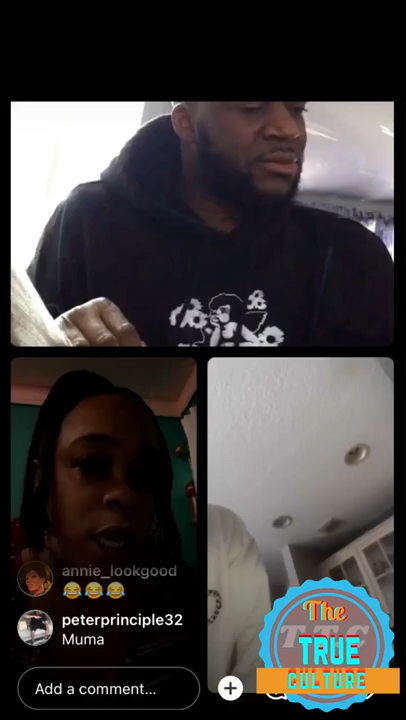 annie_lookgood
😂😂😂
peterprinciple32
Muma
Add a comment...
The
TRUE
CULTURE